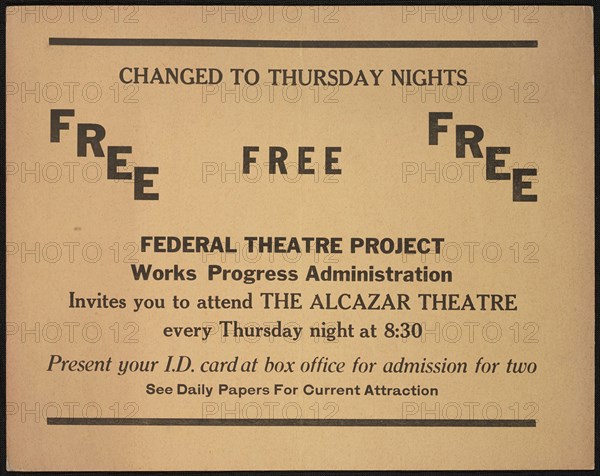 CHANGED TO THURSDAY NIGHTS
FREE FREE FREE
FEDERAL THEATRE PROJECT
Works Progress Administration
Invites you to attend THE ALCAZAR THEATRE
every Thursday night at 8:30
Present your I.D. card at box office for admission for two
See Daily Papers For Current Attraction
PHOTO 12